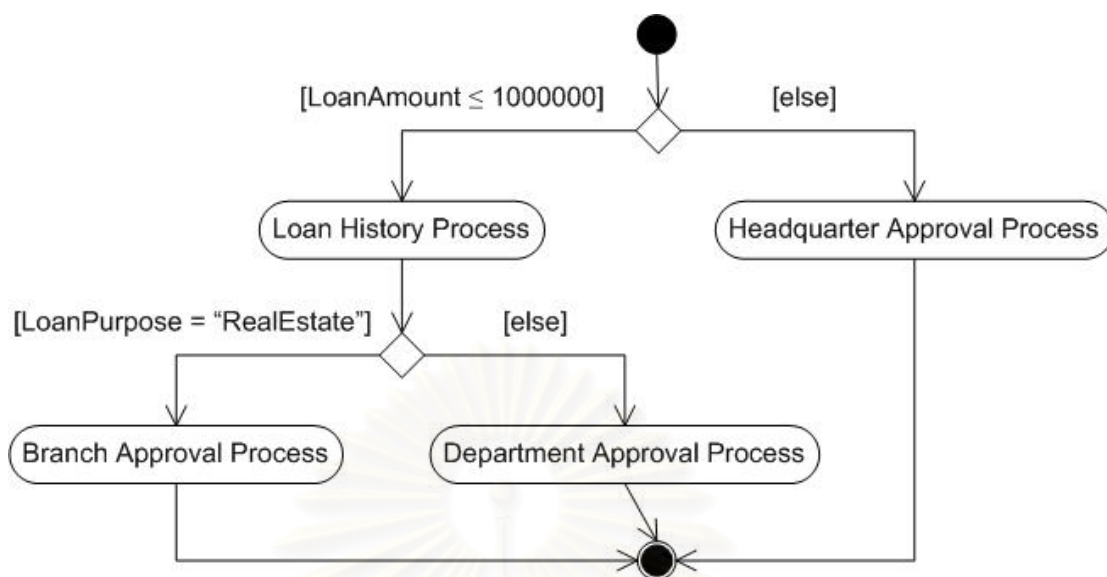 [LoanAmount ≤ 1000000]
[else]
Loan History Process
Headquarter Approval Process
[LoanPurpose = “RealEstate”]
[else]
Branch Approval Process
Department Approval Process